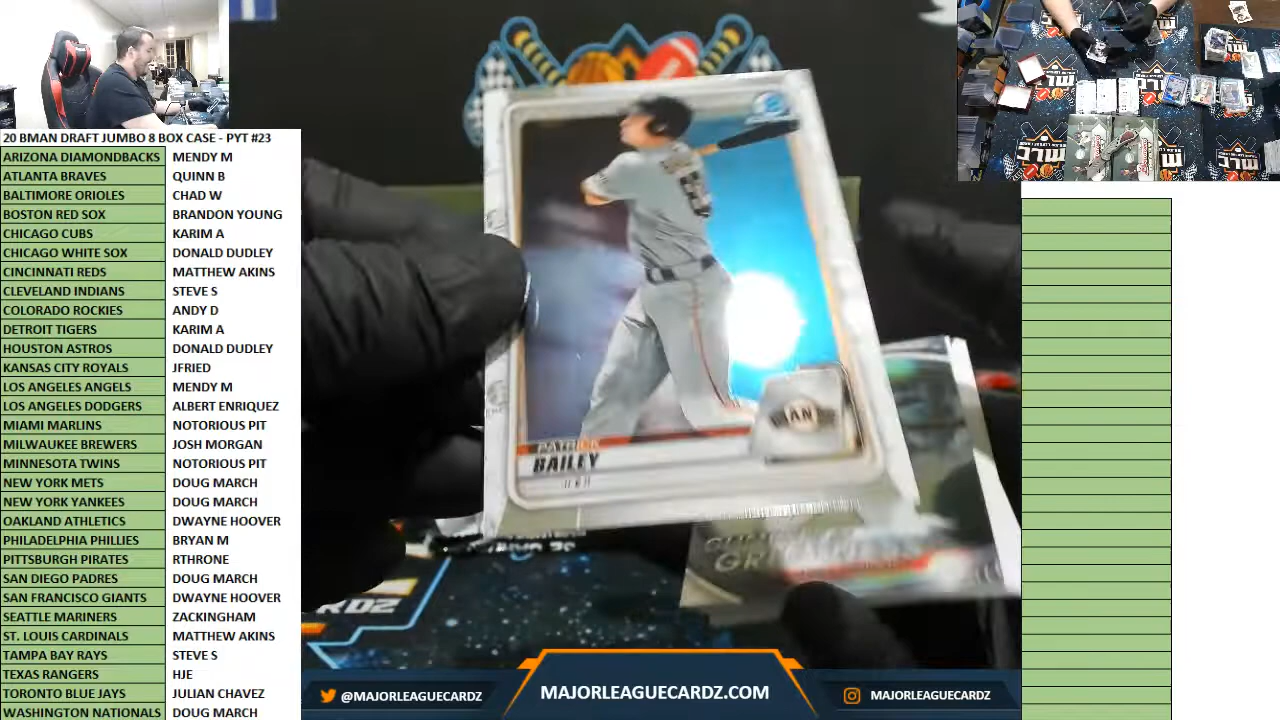 20 BMAN DRAFT JUMBO 8 BOX CASE - PYT #23
ARIZONA DIAMONDBACKS MENDY M
ATLANTA BRAVES QUINN B
BALTIMORE ORIOLES CHAD W
BOSTON RED SOX BRANDON YOUNG
CHICAGO CUBS KARIM A
CHICAGO WHITE SOX DONALD DUDLEY
CINCINNATI REDS MATTHEW AKINS
CLEVELAND INDIANS STEVE S
COLORADO ROCKIES ANDY D
DETROIT TIGERS KARIM A
HOUSTON ASTROS DONALD DUDLEY
KANSAS CITY ROYALS JFRIED
LOS ANGELES ANGELS MENDY M
LOS ANGELES DODGERS ALBERT ENRIQUEZ
MIAMI MARLINS NOTORIOUS PIT
MILWAUKEE BREWERS JOSH MORGAN
MINNESOTA TWINS NOTORIOUS PIT
NEW YORK METS DOUG MARCH
NEW YORK YANKEES DOUG MARCH
OAKLAND ATHLETICS DWAYNE HOOVER
PHILADELPHIA PHILLIES BRYAN M
PITTSBURGH PIRATES RTHRONE
SAN DIEGO PADRES DOUG MARCH
SAN FRANCISCO GIANTS DWAYNE HOOVER
SEATTLE MARINERS ZACKINGHAM
ST. LOUIS CARDINALS MATTHEW AKINS
TAMPA BAY RAYS STEVE S
TEXAS RANGERS HJE
TORONTO BLUE JAYS JULIAN CHAVEZ
WASHINGTON NATIONALS DOUG MARCH
PATRICK
BAILEY
@MAJORLEAGUECARDZ
MAJORLEAGUECARDZ.COM
MAJORLEAGUECARDZ